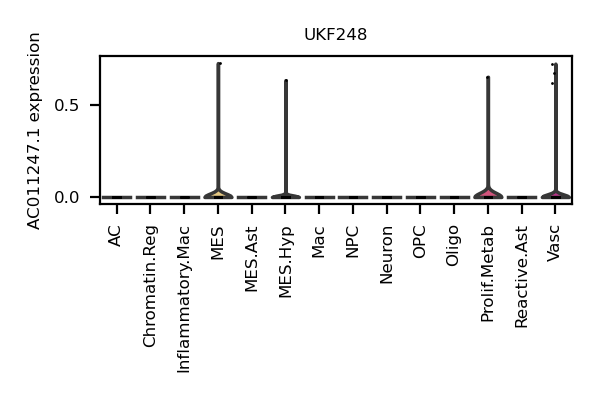 UKF248
AC011247.1 expression
0.5
0.0
AC
Chromatin.Reg
Inflammatory.Mac
MES
MES.Ast
MES.Hyp
Mac
NPC
Neuron
OPC
Oligo
Prolif.Metab
Reactive.Ast
Vasc